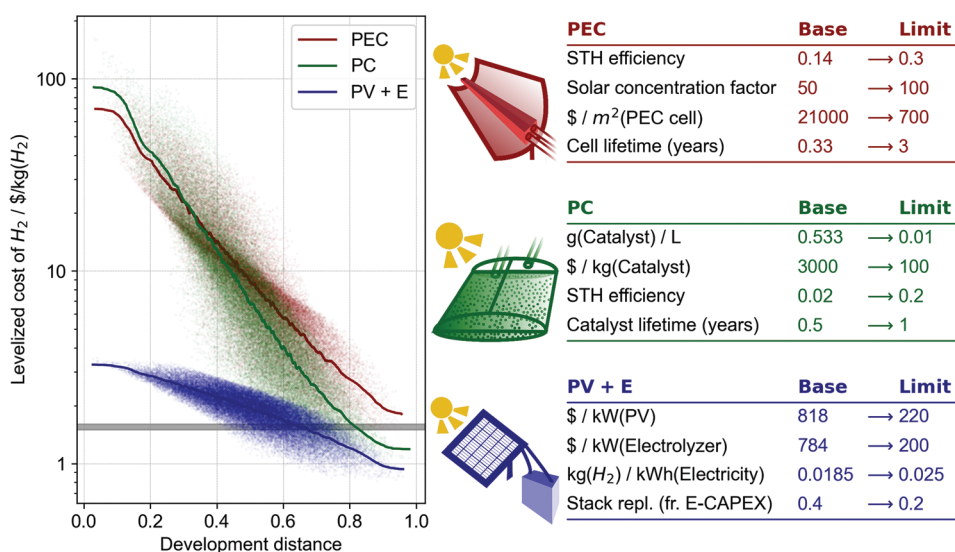 Levelized cost of H₂ / $/kg(H₂)
100
10
1
0.0 0.2 0.4 0.6 0.8 1.0
Development distance
PEC
PC
PV + E
PEC Base Limit
STH efficiency 0.14 → 0.3
Solar concentration factor 50 → 100
$ / m²(PEC cell) 21000 → 700
Cell lifetime (years) 0.33 → 3
PC Base Limit
g(Catalyst) / L 0.533 → 0.01
$ / kg(Catalyst) 3000 → 100
STH efficiency 0.02 → 0.2
Catalyst lifetime (years) 0.5 → 1
PV + E Base Limit
$ / kW(PV) 818 → 220
$ / kW(Electrolyzer) 784 → 200
kg(H₂) / kWh(Electricity) 0.0185 → 0.025
Stack repl. (fr. E-CAPEX) 0.4 → 0.2